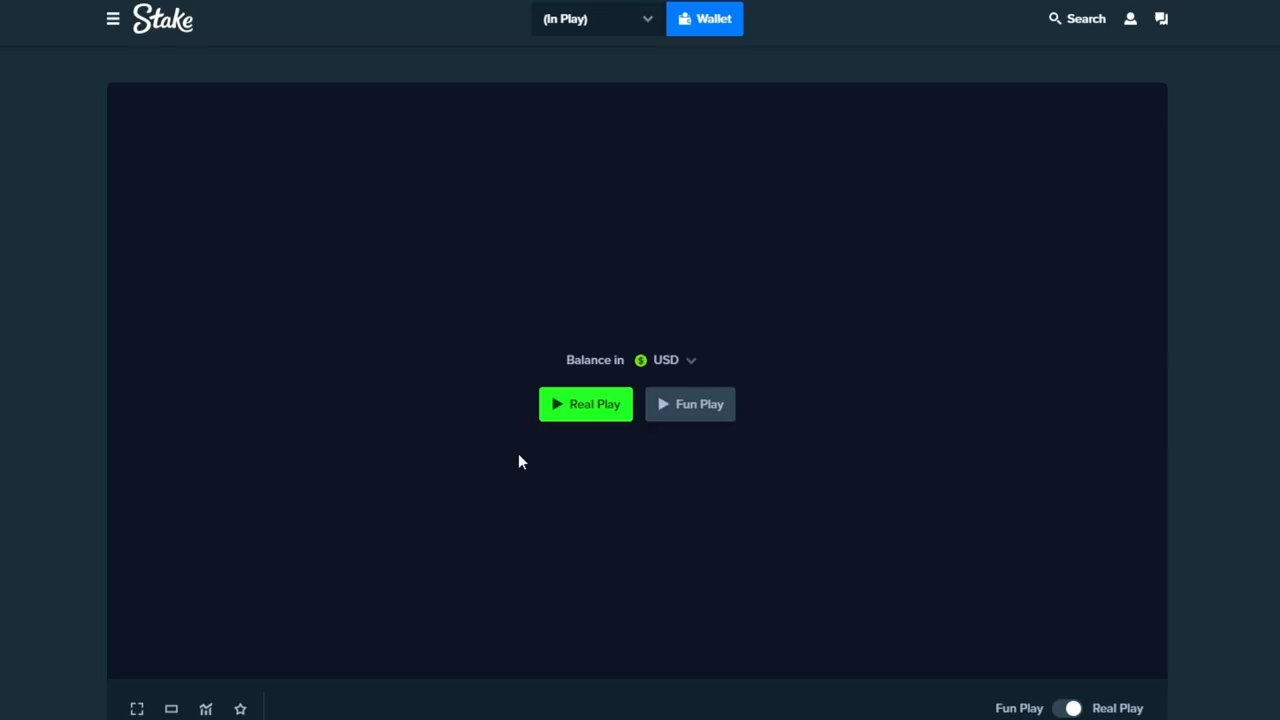 Stake
(In Play)
Wallet
Search
Balance in $ USD
Real Play
Fun Play
Fun Play
Real Play